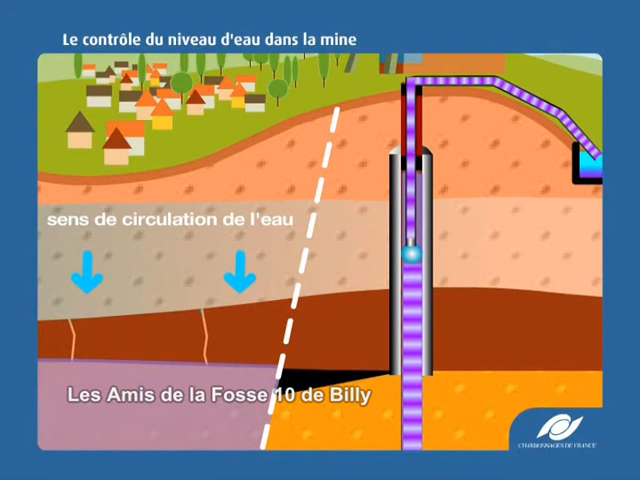 Le contrôle du niveau d'eau dans la mine
sens de circulation de l'eau
Les Amis de la Fosse 10 de Billy
CHARBONNAGES DE FRANCE